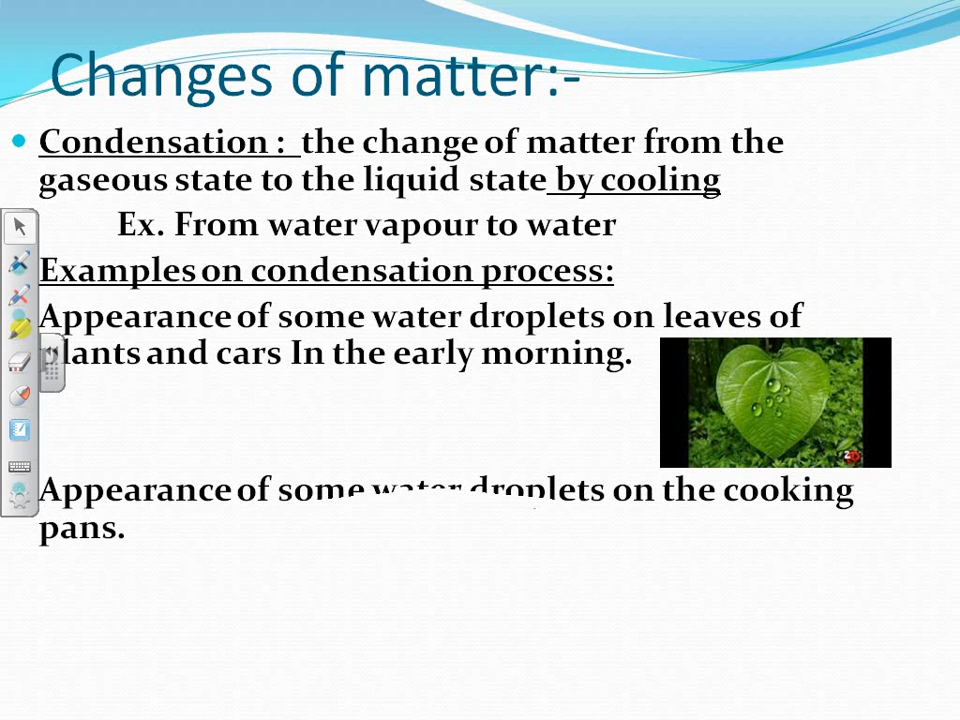 Changes of matter:-
Condensation : the change of matter from the
gaseous state to the liquid state by cooling
Ex. From water vapour to water
Examples on condensation process:
Appearance of some water droplets on leaves of
plants and cars In the early morning.
Appearance of some water droplets on the cooking
pans.